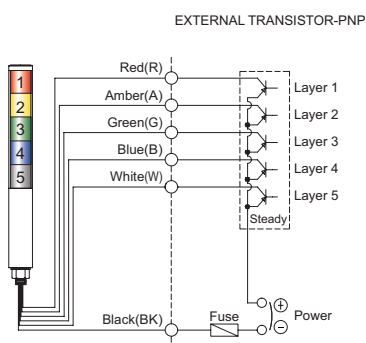 EXTERNAL TRANSISTOR-PNP
Red(R)
Amber(A)
Green(G)
Blue(B)
White(W)
1
2
3
4
5
Layer 1
Layer 2
Layer 3
Layer 4
Layer 5
Steady
Black(BK)
Fuse
+
Power
-